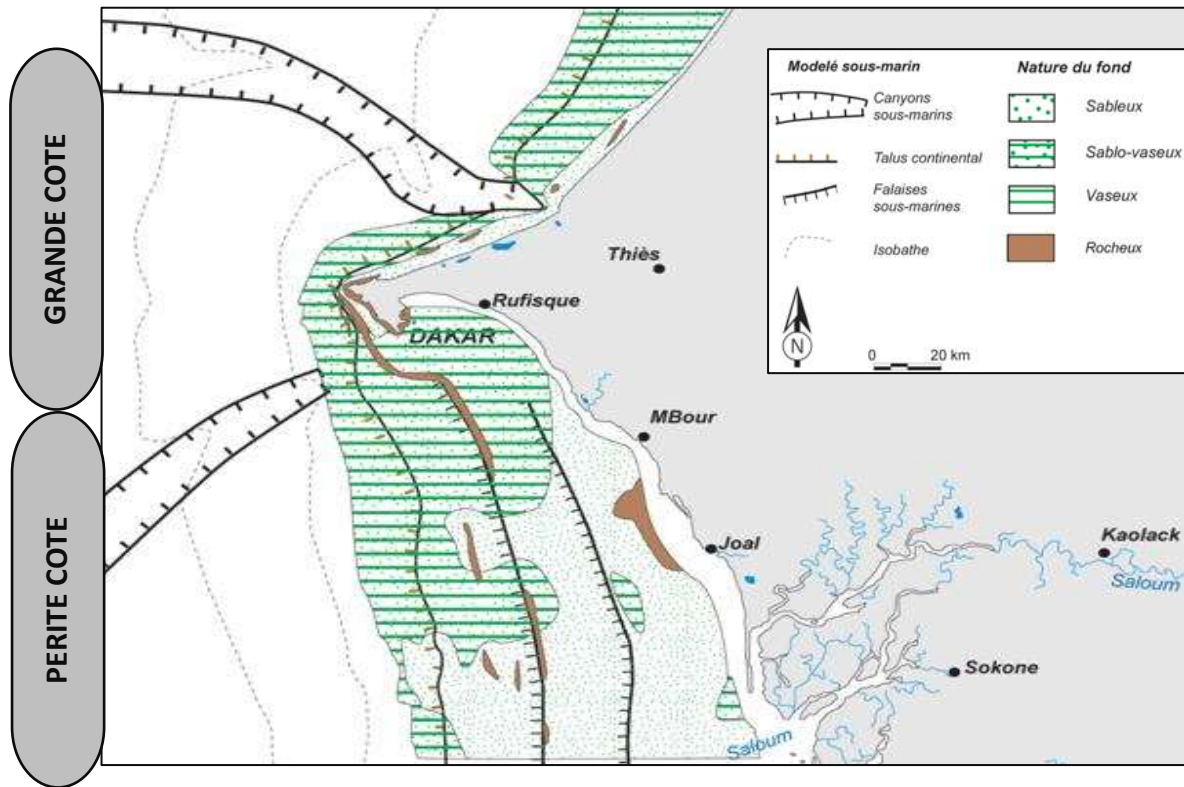 GRANDE COTE
PERITE COTE
Modelé sous-marin
Canyons
sous-marins
Talus continental
Falaises
sous-marines
Isobathe
Nature du fond
Sableux
Sablo-vaseux
Vaseux
Rocheux
N
0 20 km
Thiès
Rufisque
DAKAR
MBour
Joal
Kaolack
Saloum
Sokone
Saloum